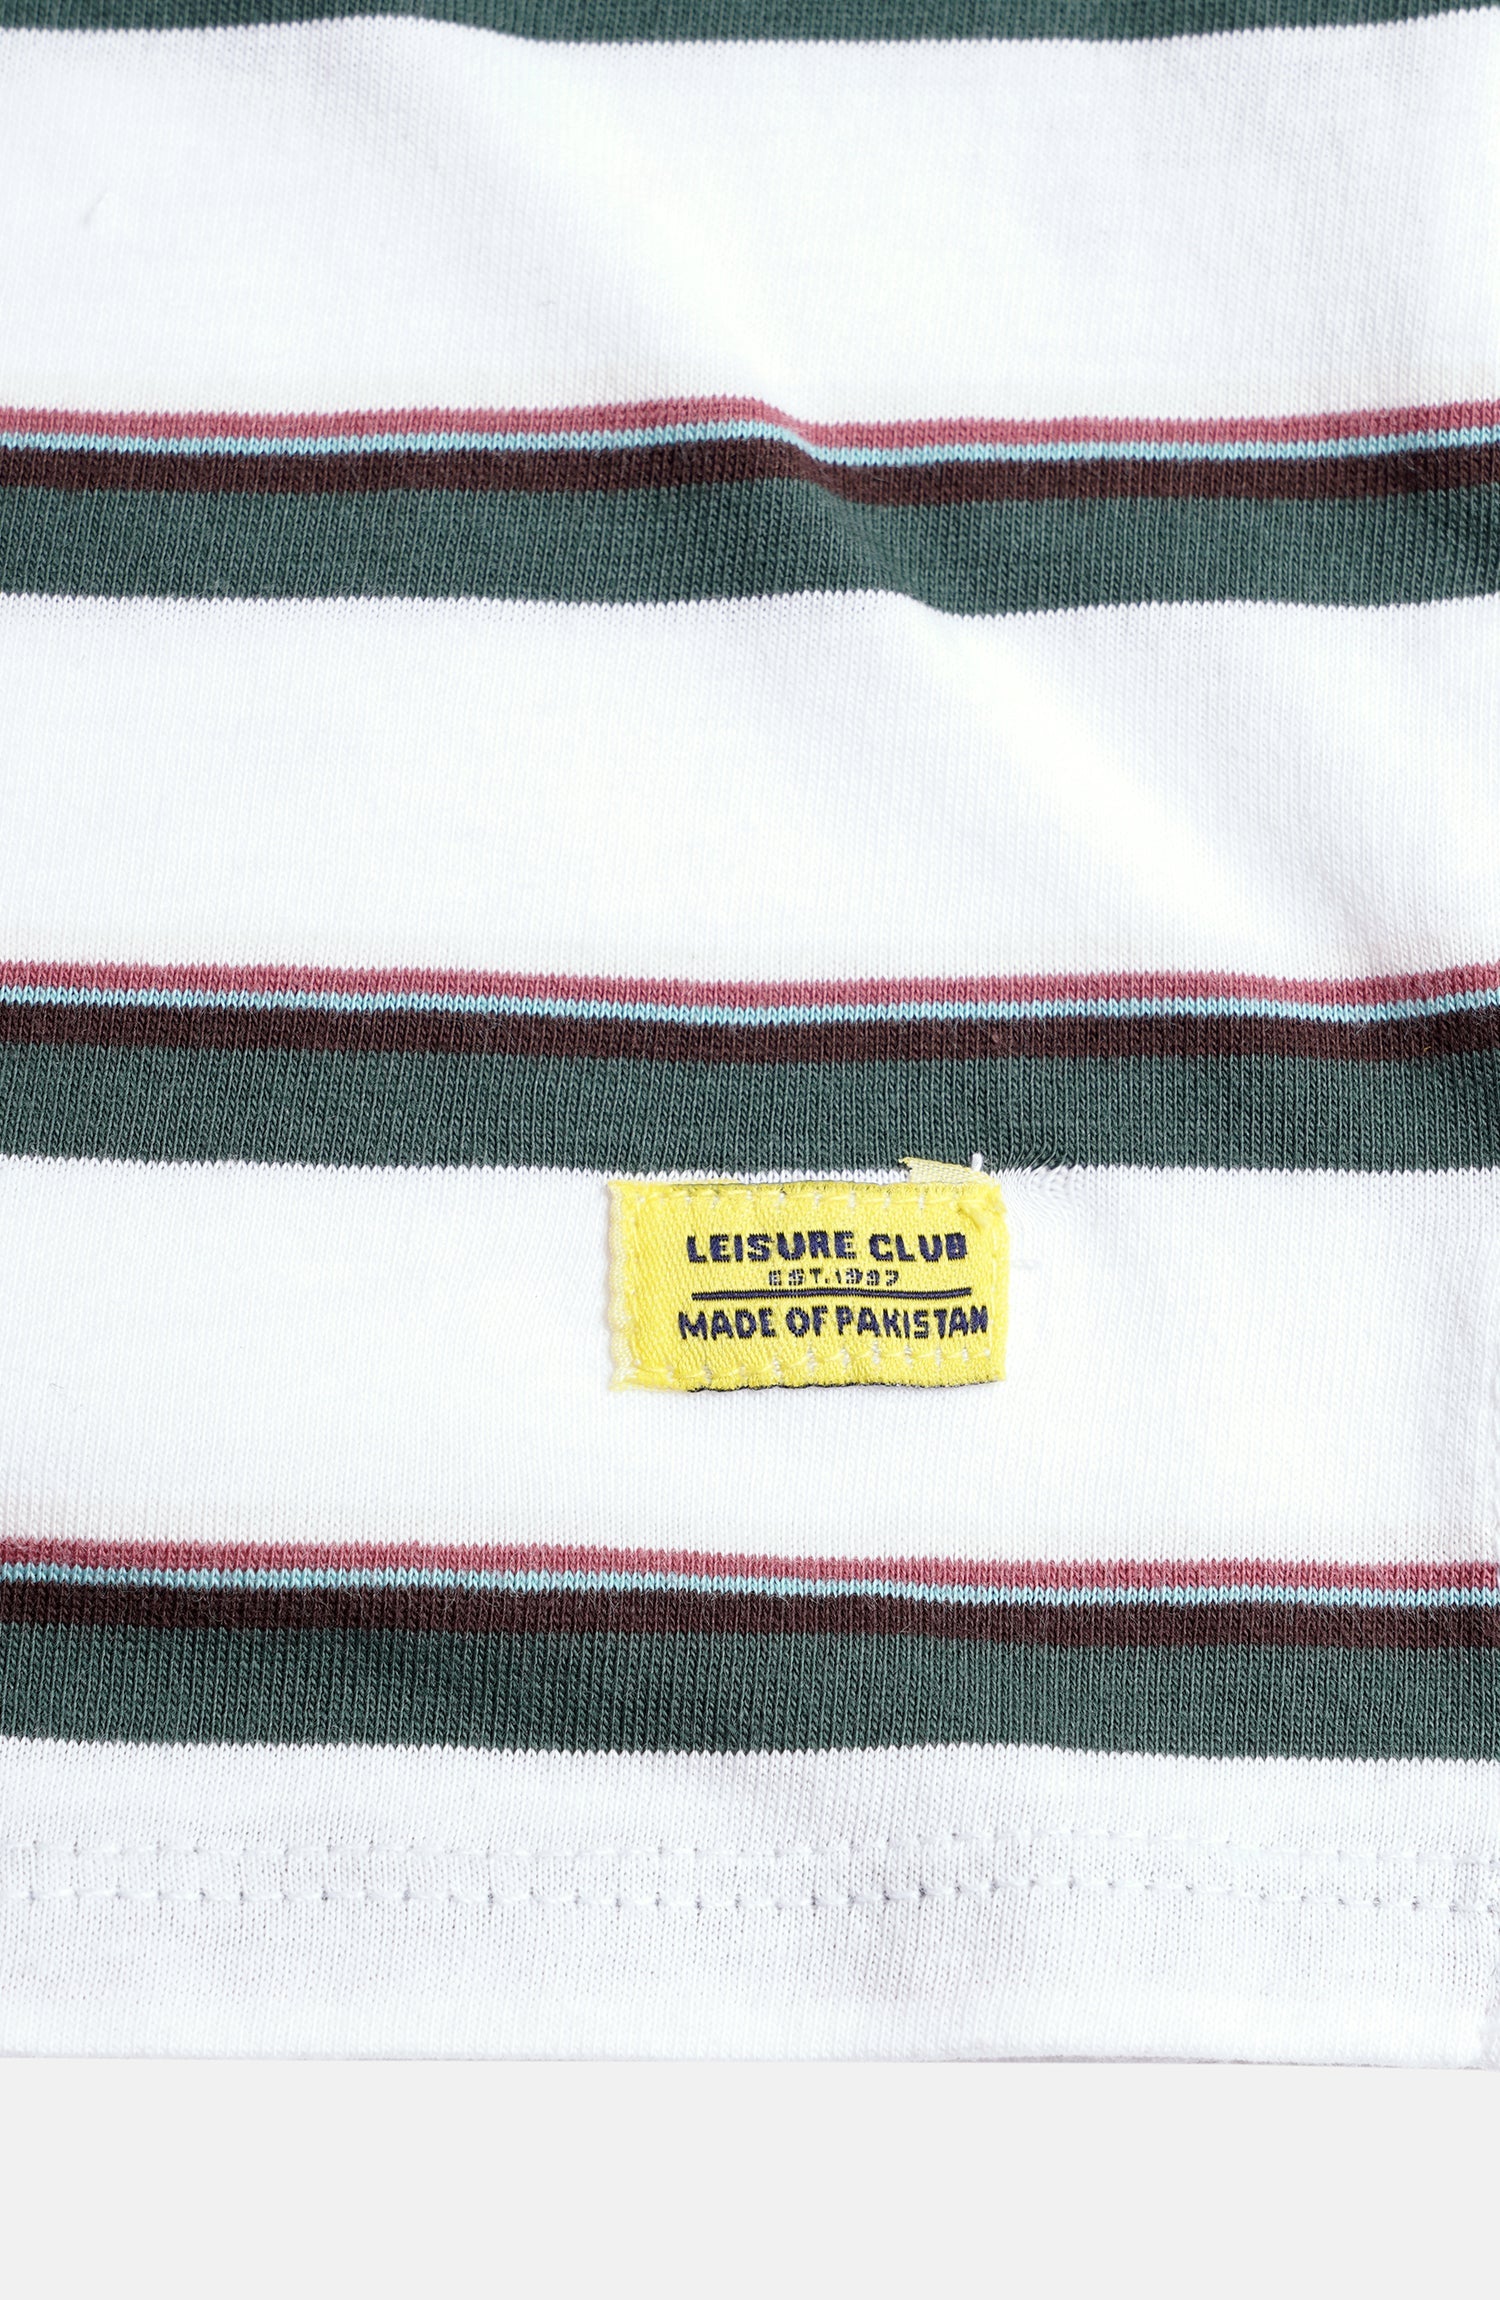 LEISURE CLUB
EST.1997
MADE OF PAKISTAN